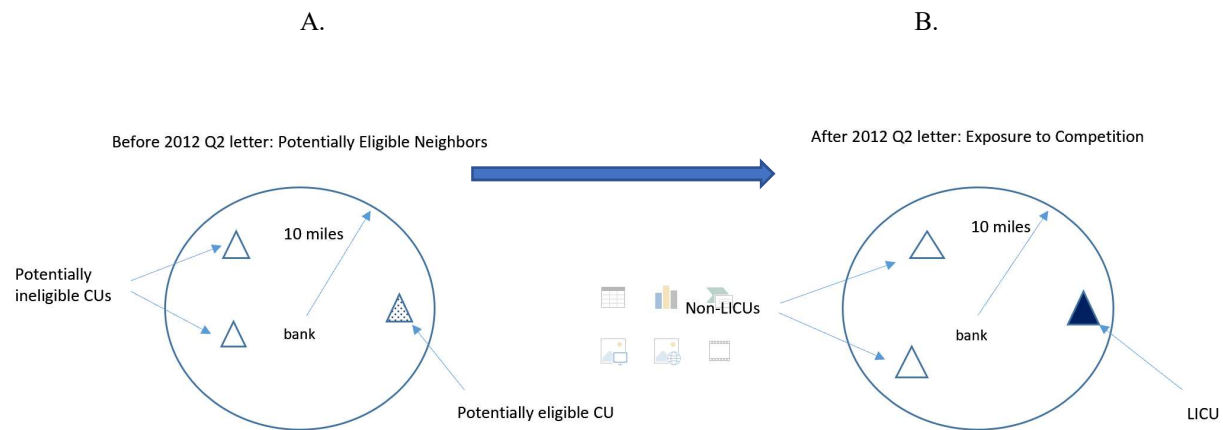 A.
B.
Before 2012 Q2 letter: Potentially Eligible Neighbors
After 2012 Q2 letter: Exposure to Competition
10 miles
Potentially
ineligible CUs
bank
Potentially eligible CU
10 miles
Non-LICUs
bank
LICU